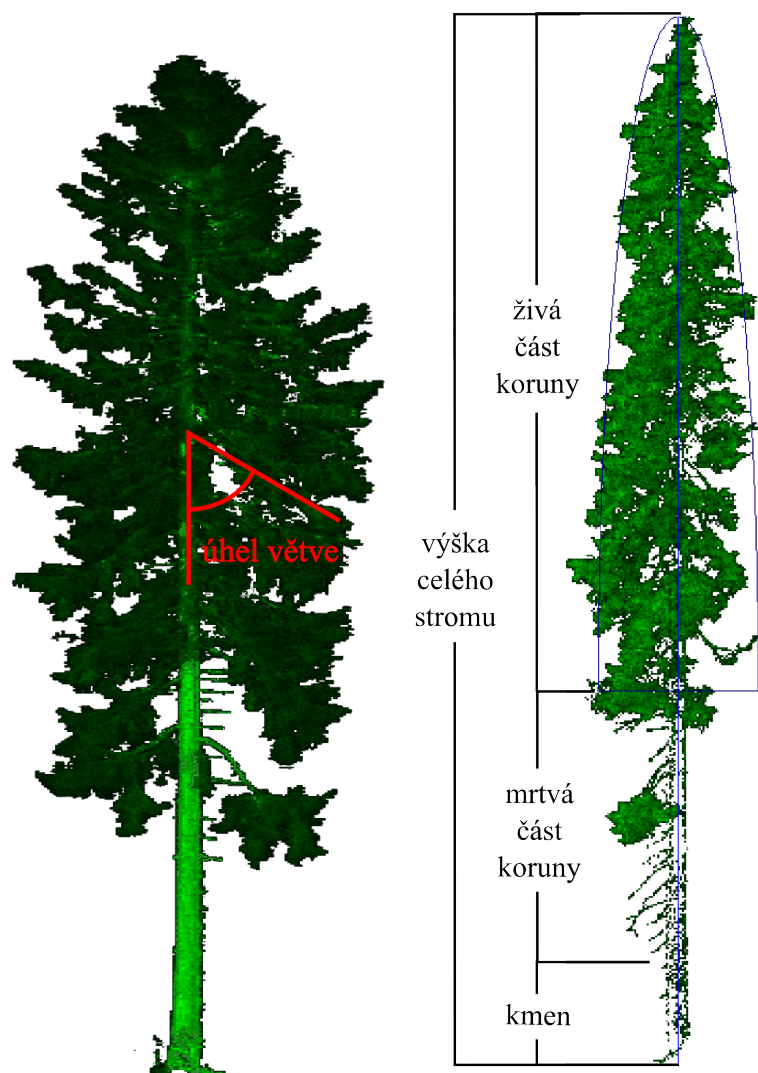 úhel větve
živá
část
koruny
výška
celého
stromu
mrtvá
část
koruny
kmen